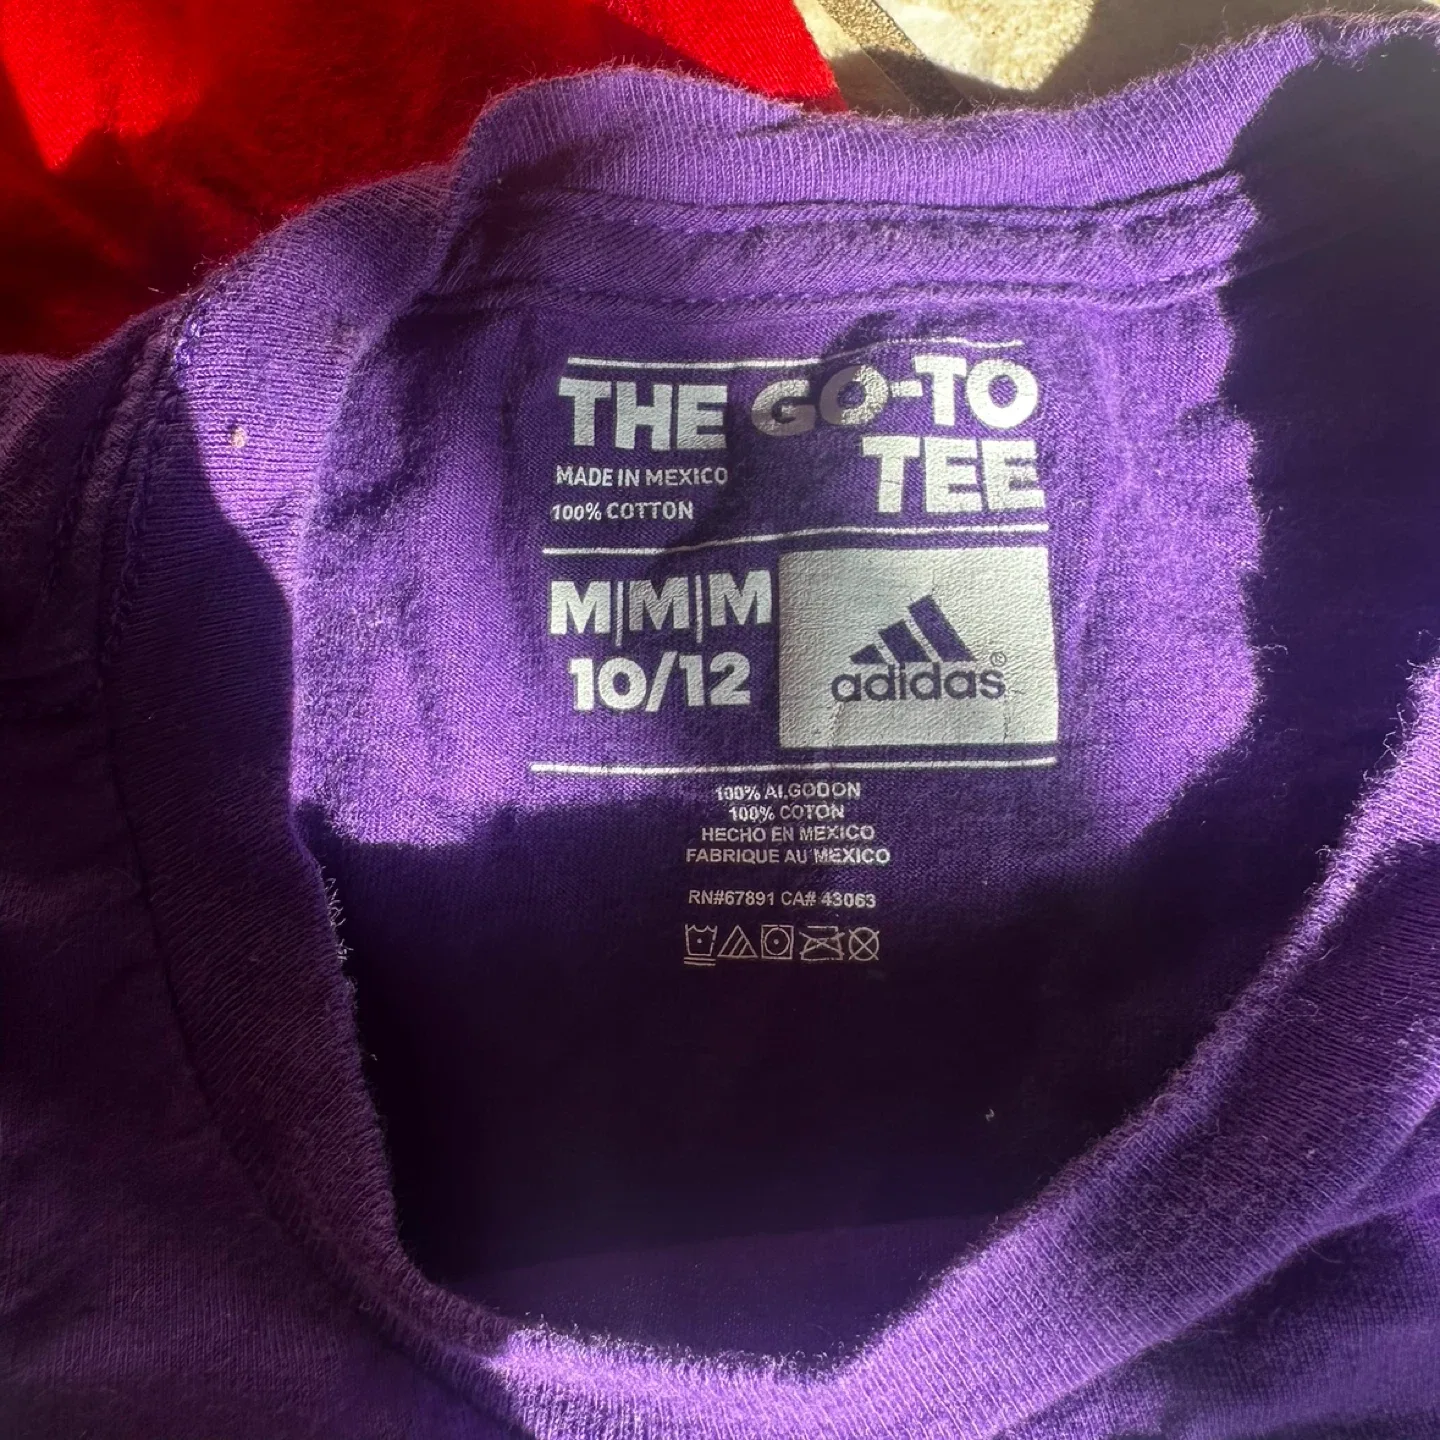 THE GO-TO
TEE
MADE IN MEXICO
100% COTTON
M|M|M
10/12
adidas®
100% ALGODON
100% COTON
HECHO EN MEXICO
FABRIQUE AU MEXICO
RN#67891 CA# 43063